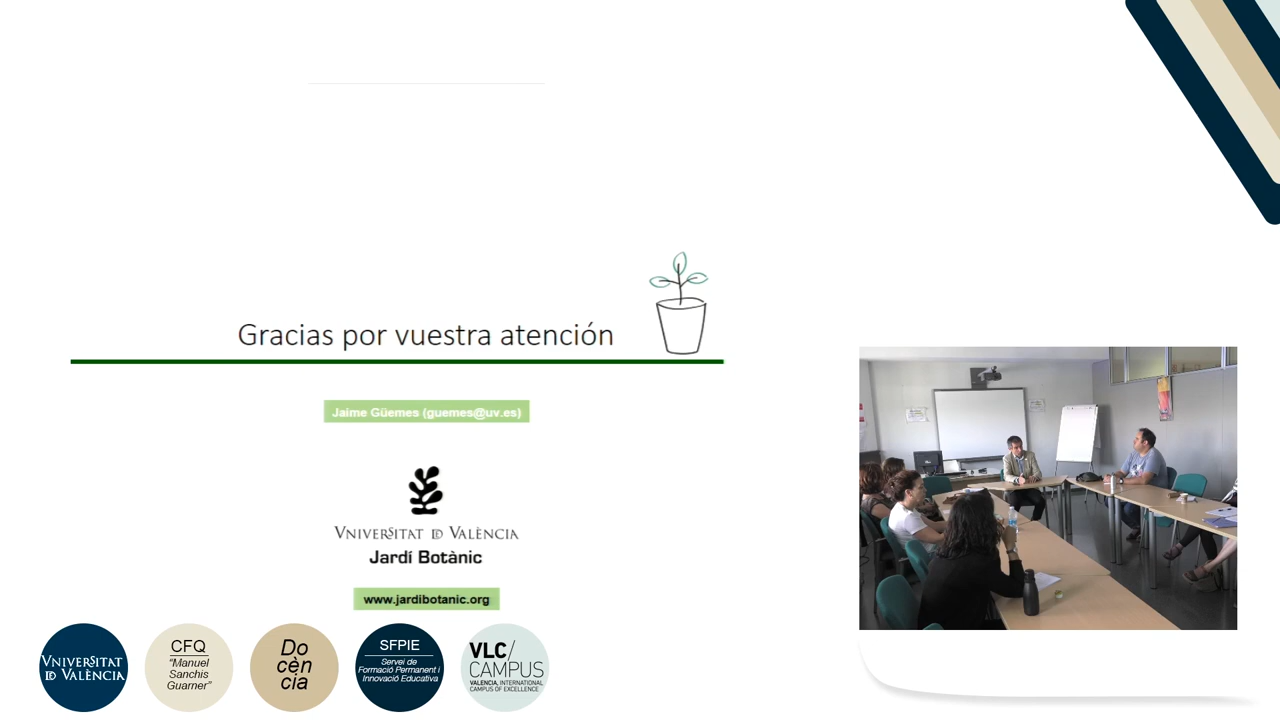 Gracias por vuestra atención
Jaime Güemes (guemes@uv.es)
VNIVERSITAT ID VALÈNCIA
Jardí Botànic
www.jardibotanic.org
VNIVERSITAT
ID VALÈNCIA
CFQ
"Manuel
Sanchis
Guarner"
Do
cèn
cia
SFPIE
Servei de
Formació Permanent i
Innovació Educativa
VLC/
CAMPUS
VALENCIA, INTERNATIONAL
CAMPUS OF EXCELLENCE